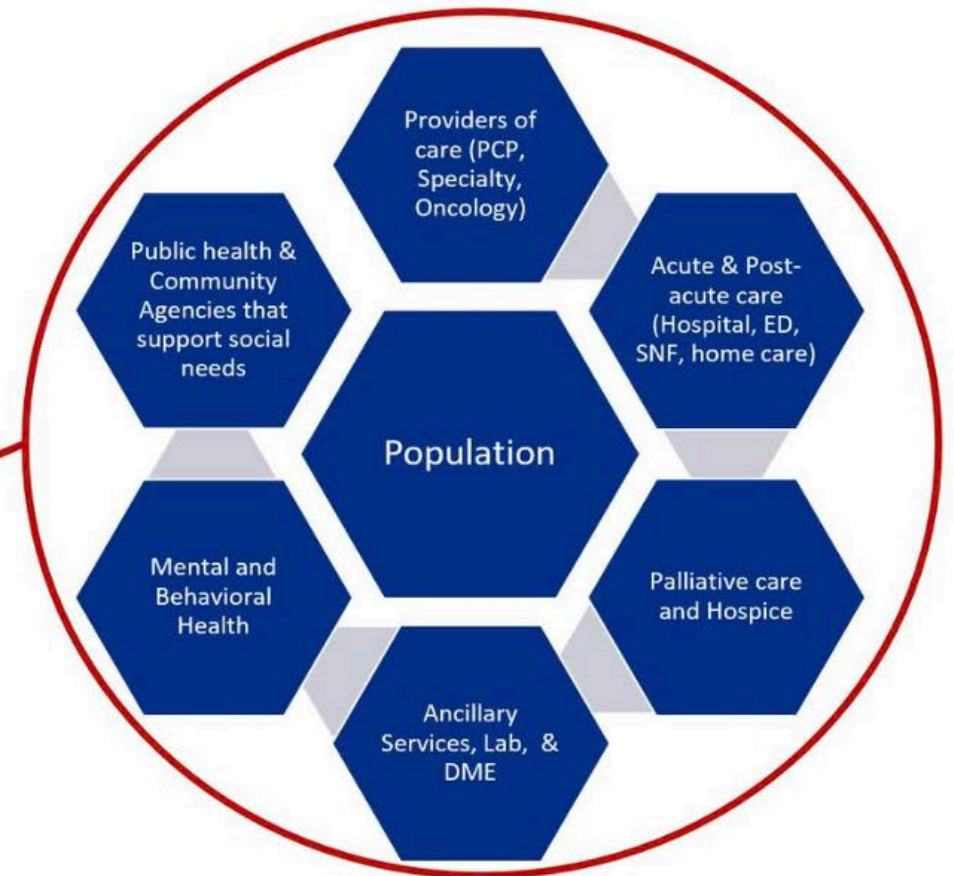 Providers of
care (PCP,
Specialty,
Oncology)
Acute & Post-
acute care
(Hospital, ED,
SNF, home care)
Palliative care
and Hospice
Ancillary
Services, Lab, &
DME
Mental and
Behavioral
Health
Public health &
Community
Agencies that
support social
needs
Population